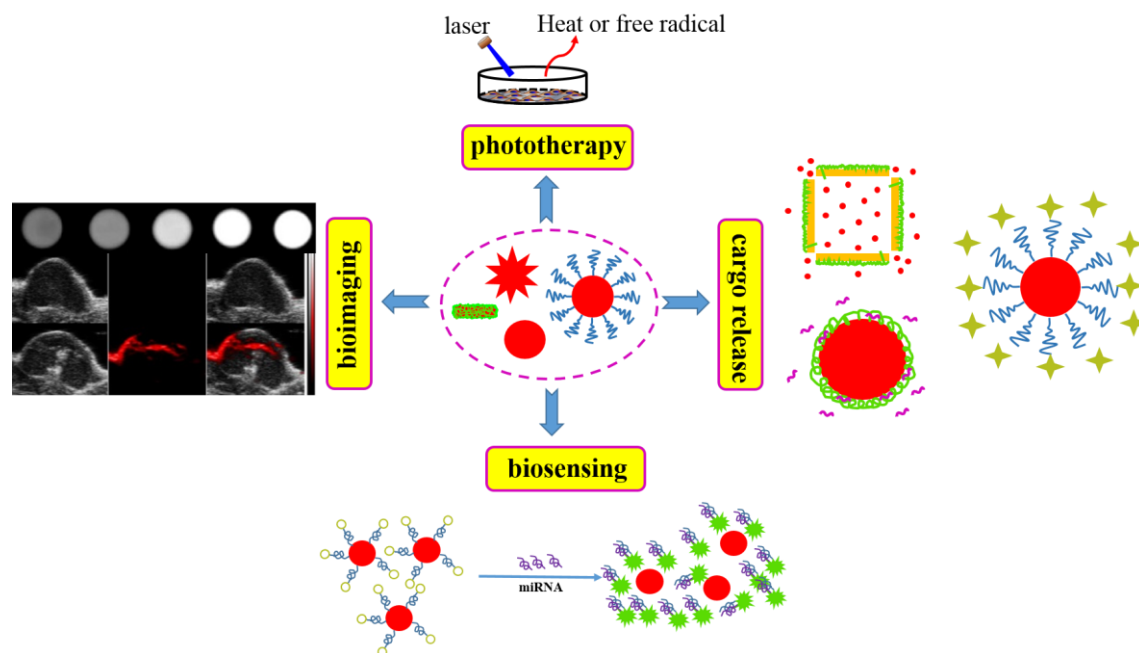 laser
Heat or free radical
phototherapy
bioimaging
cargo release
biosensing
miRNA